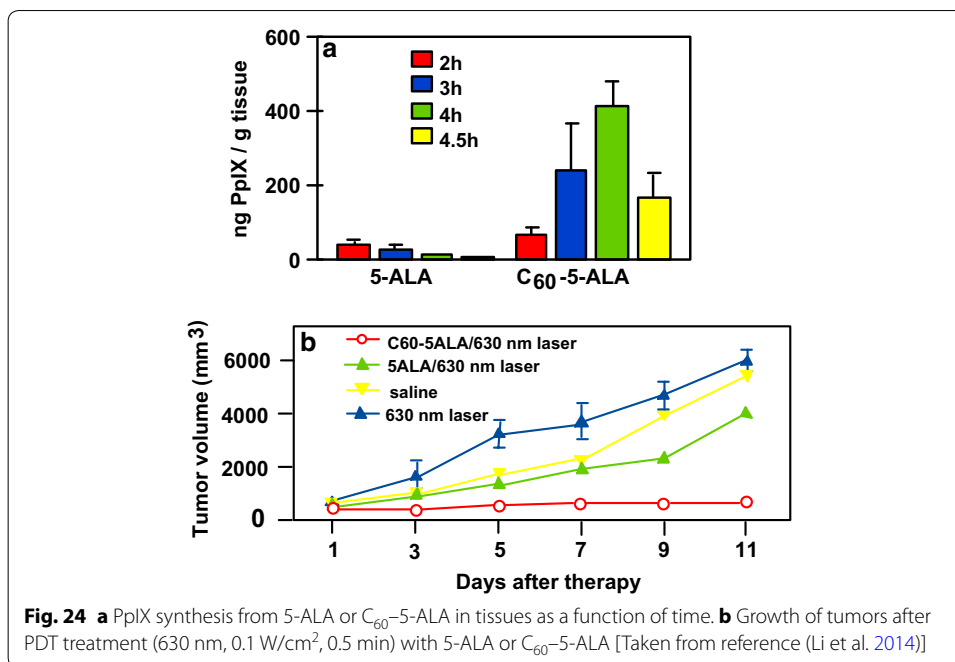 600
a
2h
3h
4h
4.5h
400
200
0
ng PpIX / g tissue
5-ALA
C₆₀-5-ALA
b
C60-5ALA/630 nm laser
5ALA/630 nm laser
saline
630 nm laser
6000
4000
2000
0
Tumor volume (mm³)
1 3 5 7 9 11
Days after therapy
Fig. 24 a PpIX synthesis from 5-ALA or C₆₀–5-ALA in tissues as a function of time. b Growth of tumors after
PDT treatment (630 nm, 0.1 W/cm², 0.5 min) with 5-ALA or C₆₀–5-ALA [Taken from reference (Li et al. 2014)]